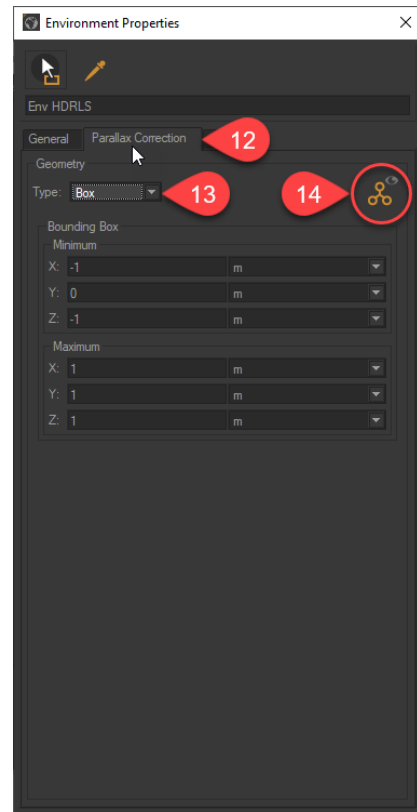 Environment Properties
Env HDRLS
General Parallax Correction 12
Geometry
Type: Box 13 14
Bounding Box
Minimum
X: -1 m
Y: 0 m
Z: -1 m
Maximum
X: 1 m
Y: 1 m
Z: 1 m